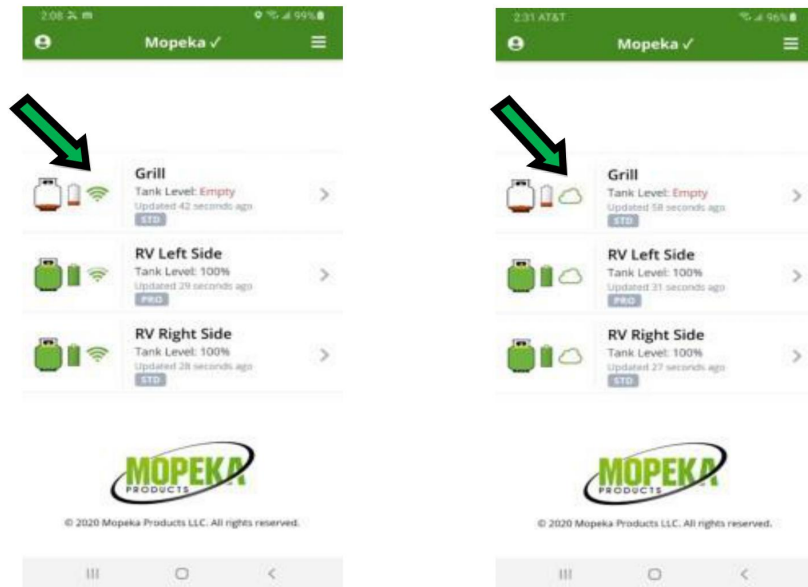 2:08
99%
Mopeka ✓
Grill
Tank Level: Empty
Updated 42 seconds ago
STD
RV Left Side
Tank Level: 100%
Updated 29 seconds ago
PRO
RV Right Side
Tank Level: 100%
Updated 28 seconds ago
STD
MOPEKA
PRODUCTS
© 2020 Mopeka Products LLC. All rights reserved.
2:31 AT&T
96%
Mopeka ✓
Grill
Tank Level: Empty
Updated 58 seconds ago
STD
RV Left Side
Tank Level: 100%
Updated 31 seconds ago
PRO
RV Right Side
Tank Level: 100%
Updated 27 seconds ago
STD
MOPEKA
PRODUCTS
© 2020 Mopeka Products LLC. All rights reserved.